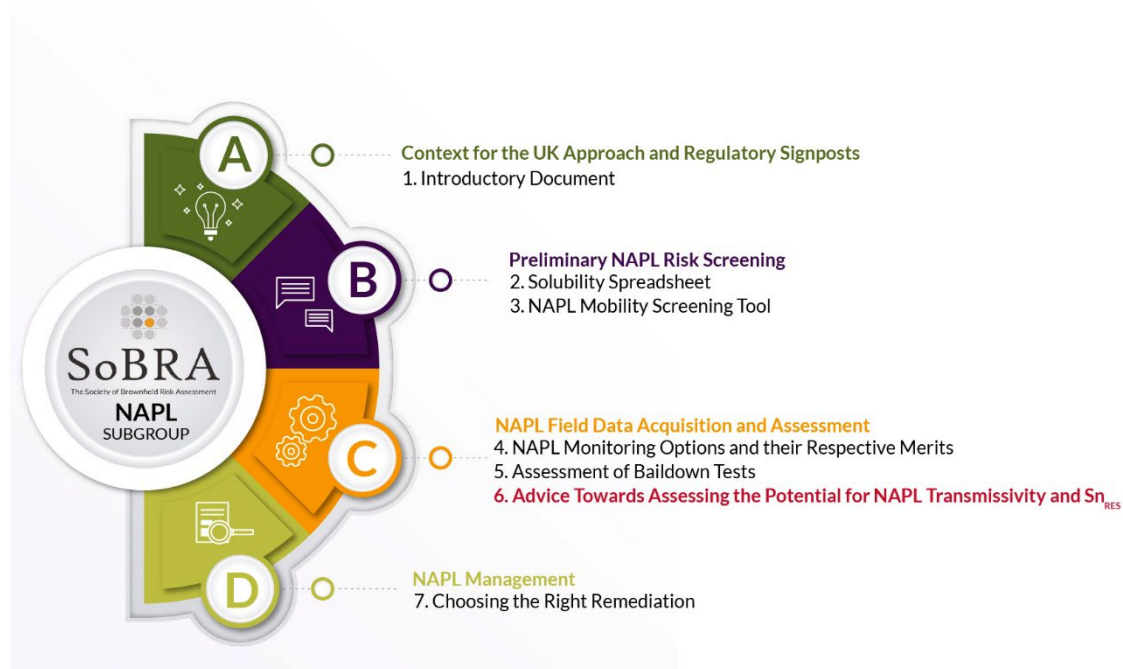 A
Context for the UK Approach and Regulatory Signposts
1. Introductory Document
B
Preliminary NAPL Risk Screening
2. Solubility Spreadsheet
3. NAPL Mobility Screening Tool
SoBRA
The Society of Brownfield Risk Assessment
NAPL
SUBGROUP
C
NAPL Field Data Acquisition and Assessment
4. NAPL Monitoring Options and their Respective Merits
5. Assessment of Baildown Tests
6. Advice Towards Assessing the Potential for NAPL Transmissivity and Sn RES
D
NAPL Management
7. Choosing the Right Remediation